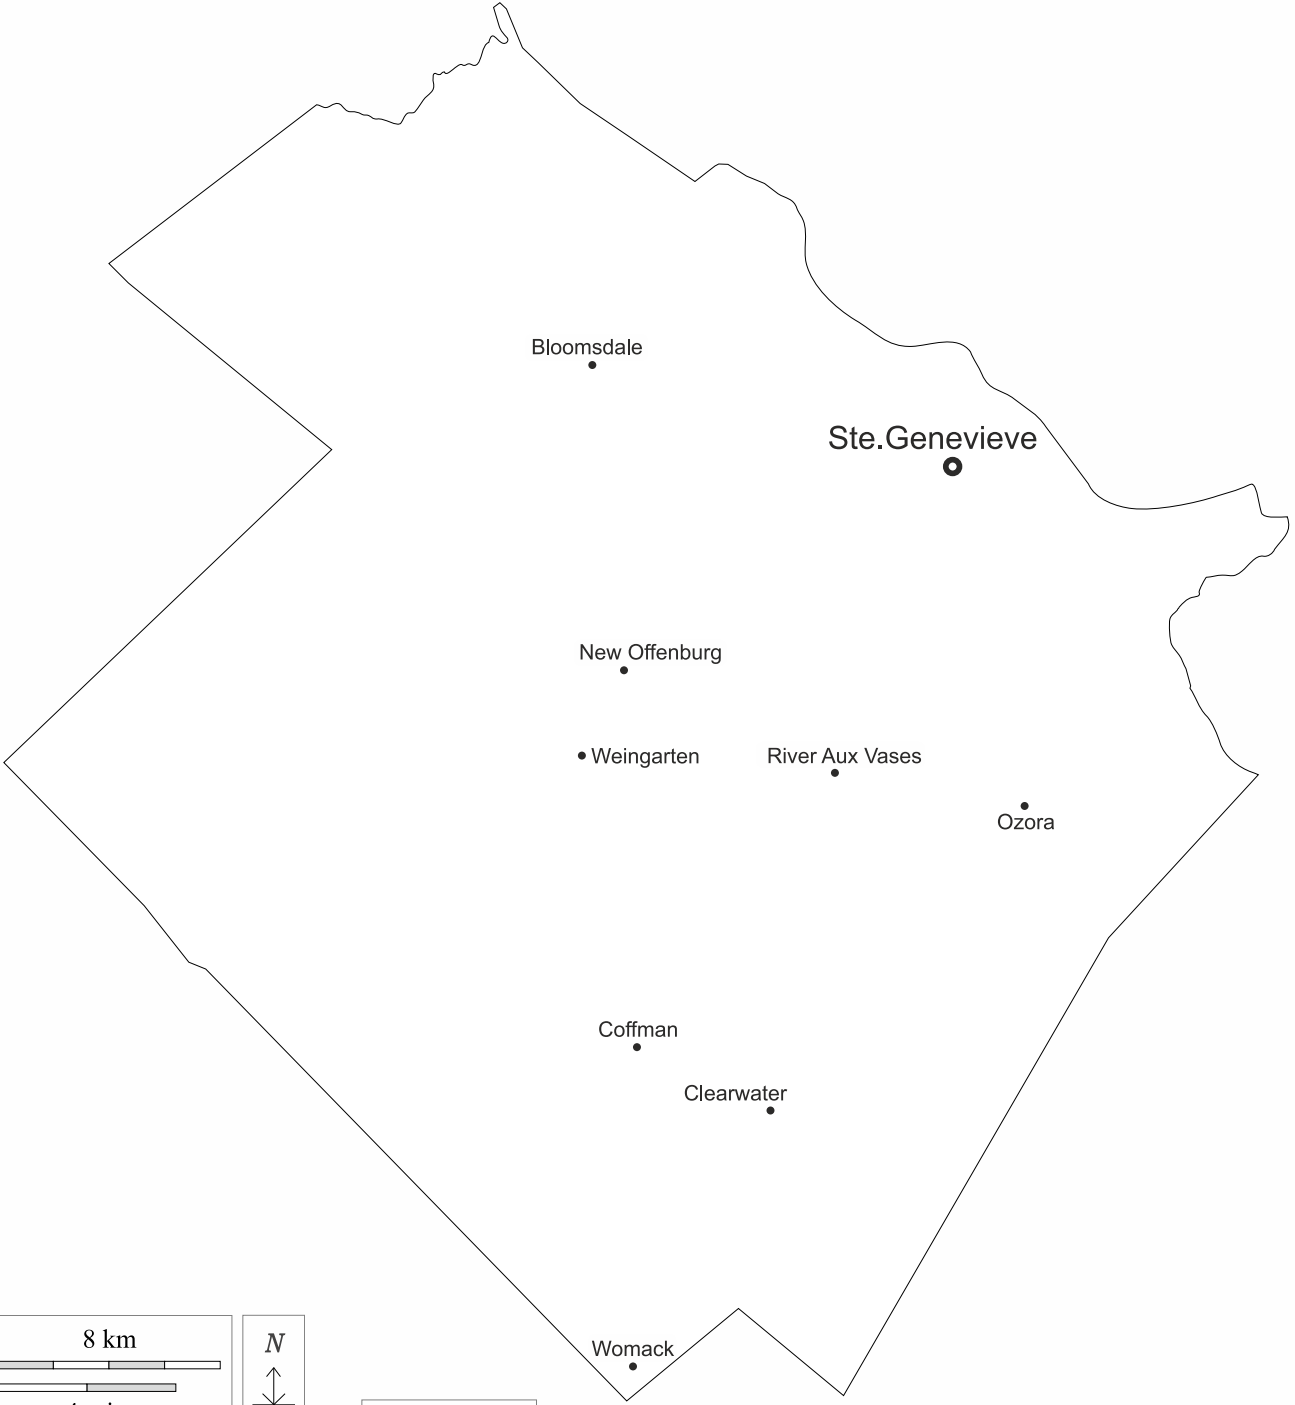 Bloomsdale
Ste.Genevieve
New Offenburg
Weingarten
River Aux Vases
Ozora
Coffman
Clearwater
Womack
8 km
N